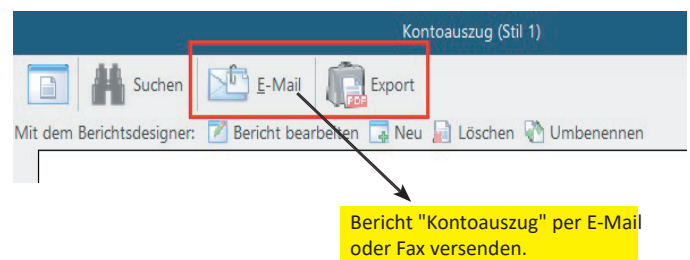 Kontoauszug (Stil 1)
Suchen E-Mail PDF Export
Mit dem Berichtsdesigner: Bericht bearbeiten Neu Löschen Umbenennen
Bericht "Kontoauszug" per E-Mail
oder Fax versenden.